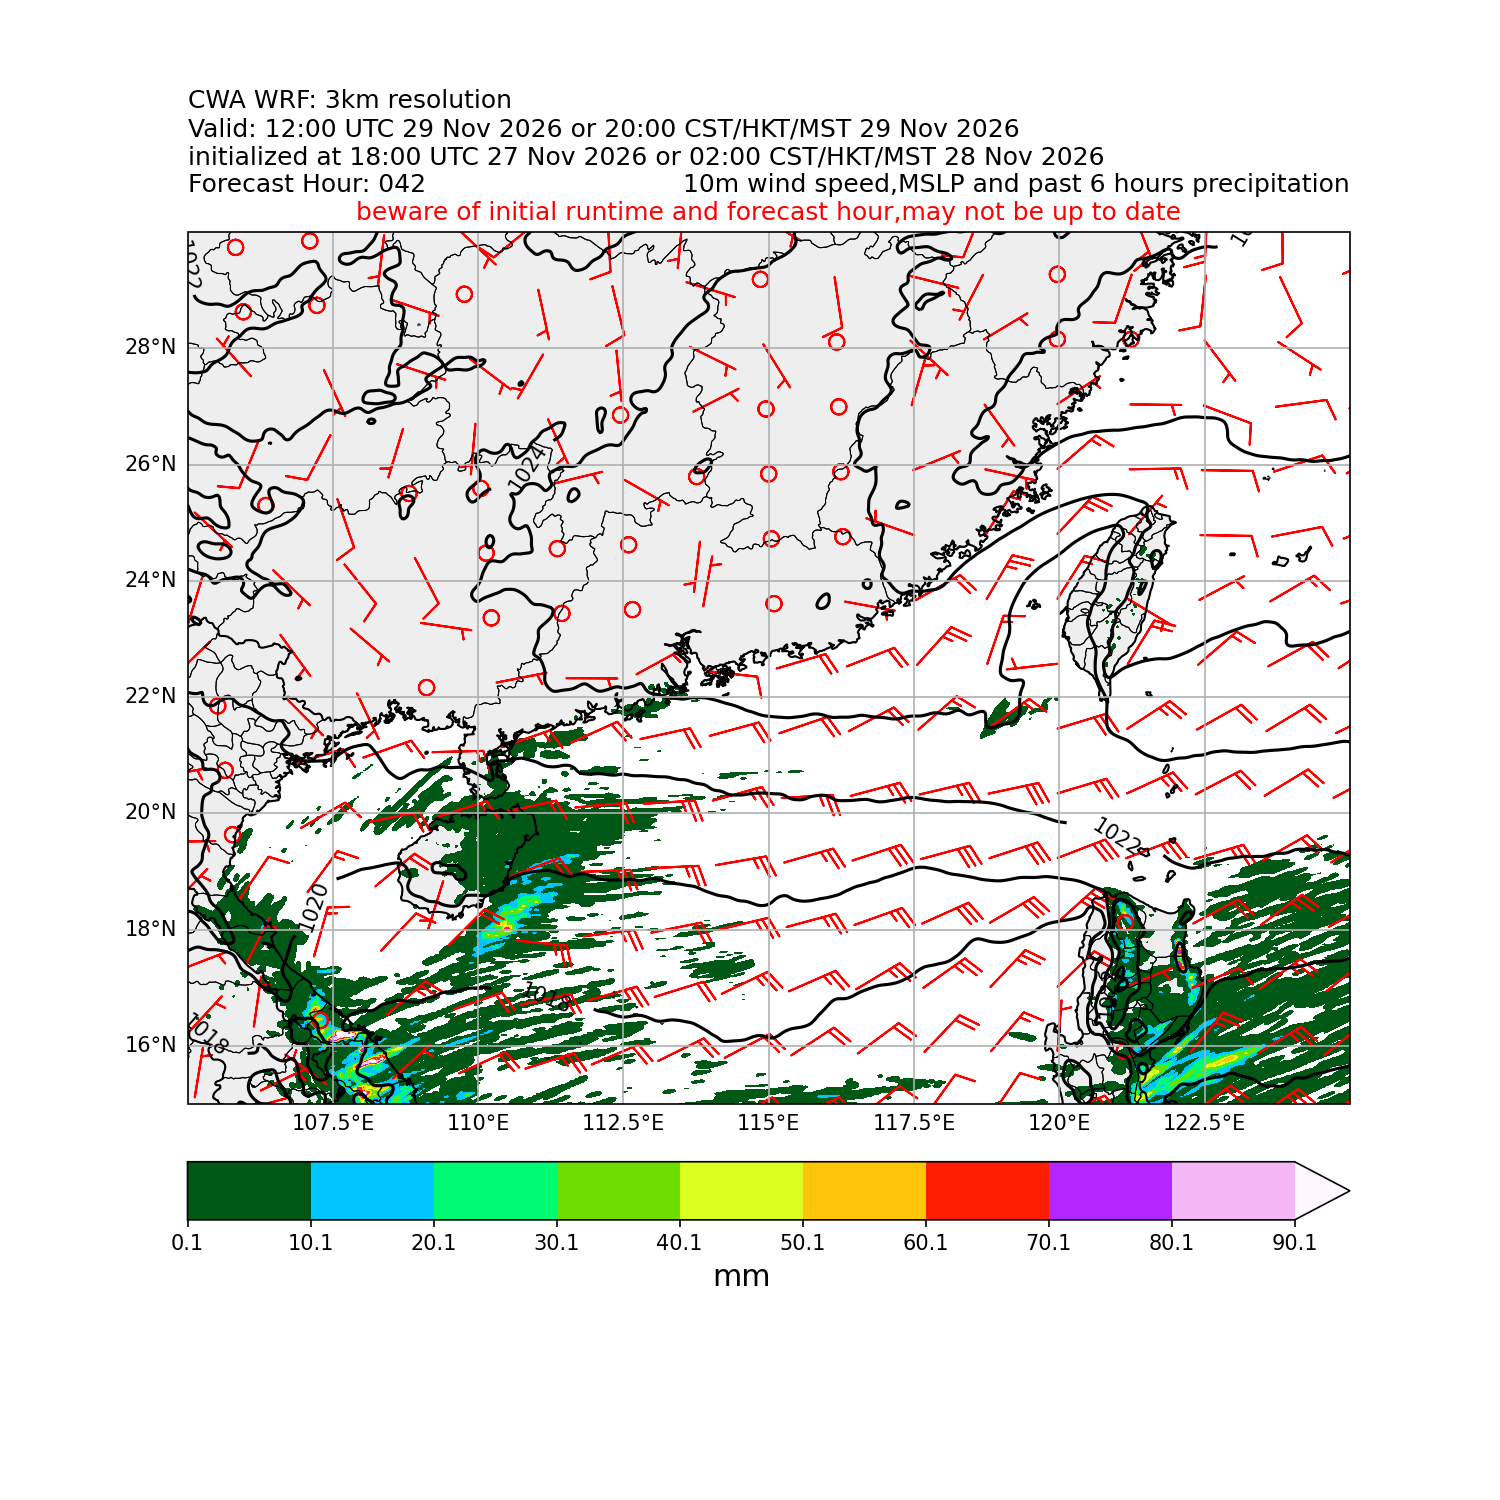 CWA WRF: 3km resolution
Valid: 12:00 UTC 29 Nov 2026 or 20:00 CST/HKT/MST 29 Nov 2026
initialized at 18:00 UTC 27 Nov 2026 or 02:00 CST/HKT/MST 28 Nov 2026
Forecast Hour: 042 10m wind speed,MSLP and past 6 hours precipitation
beware of initial runtime and forecast hour,may not be up to date
28°N
26°N
1024
24°N
22°N
20°N
1022
1020
18°N
1018
1018
16°N
107.5°E 110°E 112.5°E 115°E 117.5°E 120°E 122.5°E
0.1 10.1 20.1 30.1 40.1 50.1 60.1 70.1 80.1 90.1
mm